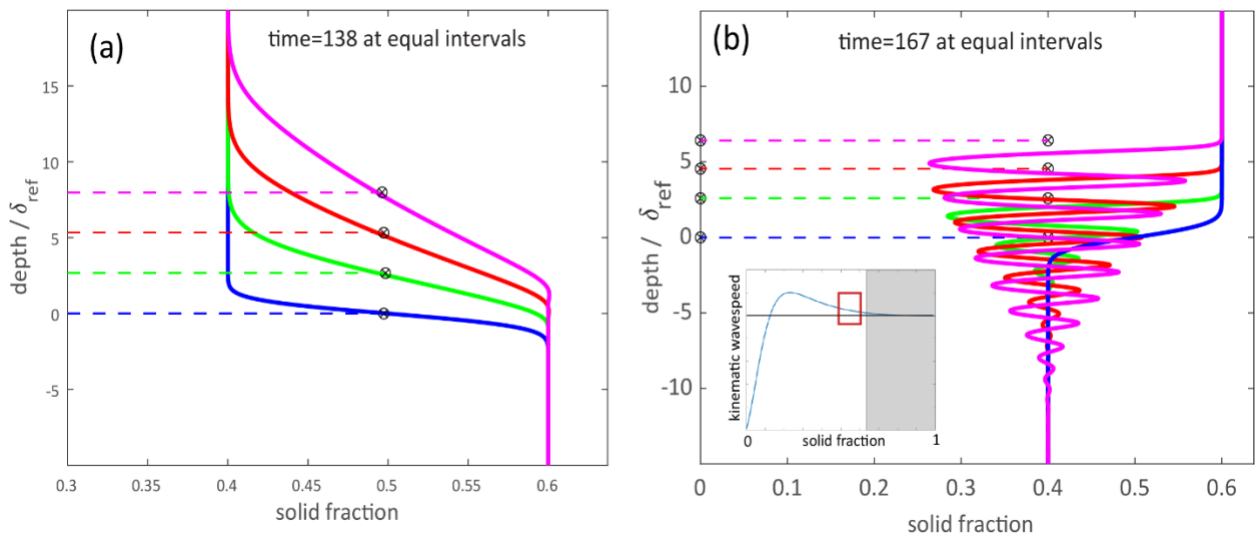 (a)
time=138 at equal intervals
depth / δref
15
10
5
0
-5
0.3
0.35
0.4
0.45
0.5
0.55
0.6
solid fraction
(b)
time=167 at equal intervals
depth / δref
10
5
0
-5
-10
kinematic wavespeed
0
solid fraction
1
0
0.1
0.2
0.3
0.4
0.5
0.6
solid fraction